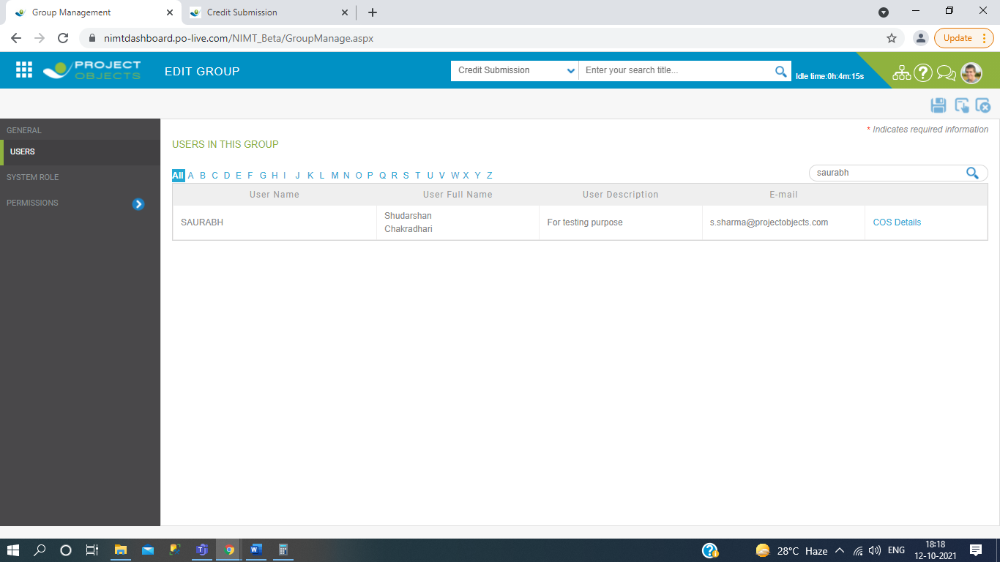 Group Management
Credit Submission
nimtdashboard.po-live.com/NIMT_Beta/GroupManage.aspx
Update
PROJECT
OBJECTS
EDIT GROUP
Credit Submission
Enter your search title...
Idle time:0h:4m:15s
GENERAL
USERS
SYSTEM ROLE
PERMISSIONS
* Indicates required information
USERS IN THIS GROUP
All A B C D E F G H I J K L M N O P Q R S T U V W X Y Z
saurabh
User Name User Full Name User Description E-mail
SAURABH Shudarshan For testing purpose s.sharma@projectobjects.com COS Details
Chakradhari
28°C Haze ENG
18:18
12-10-2021